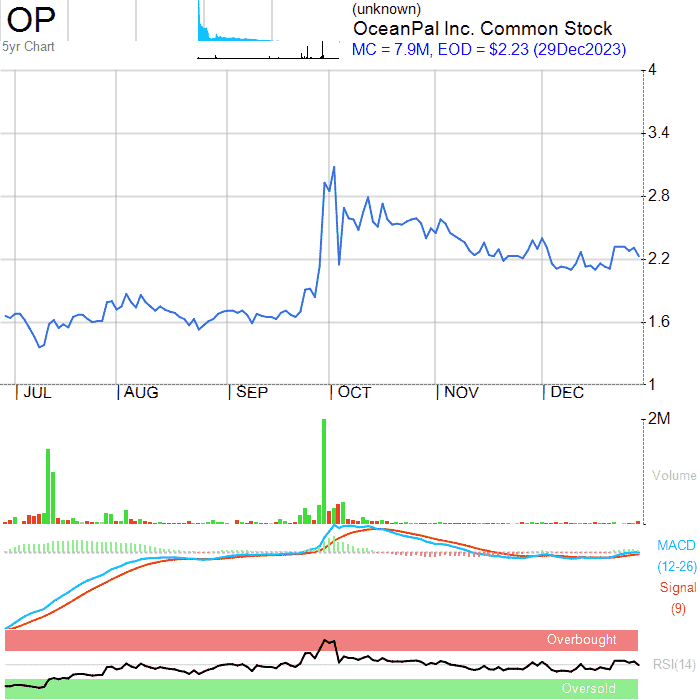 OP
5yr Chart
(unknown)
OceanPal Inc. Common Stock
MC = 7.9M, EOD = $2.23 (29Dec2023)
4
3.4
2.8
2.2
1.6
1
JUL AUG SEP OCT NOV DEC
2M
Volume
MACD
(12-26)
Signal
(9)
Overbought
RSI(14)
Oversold